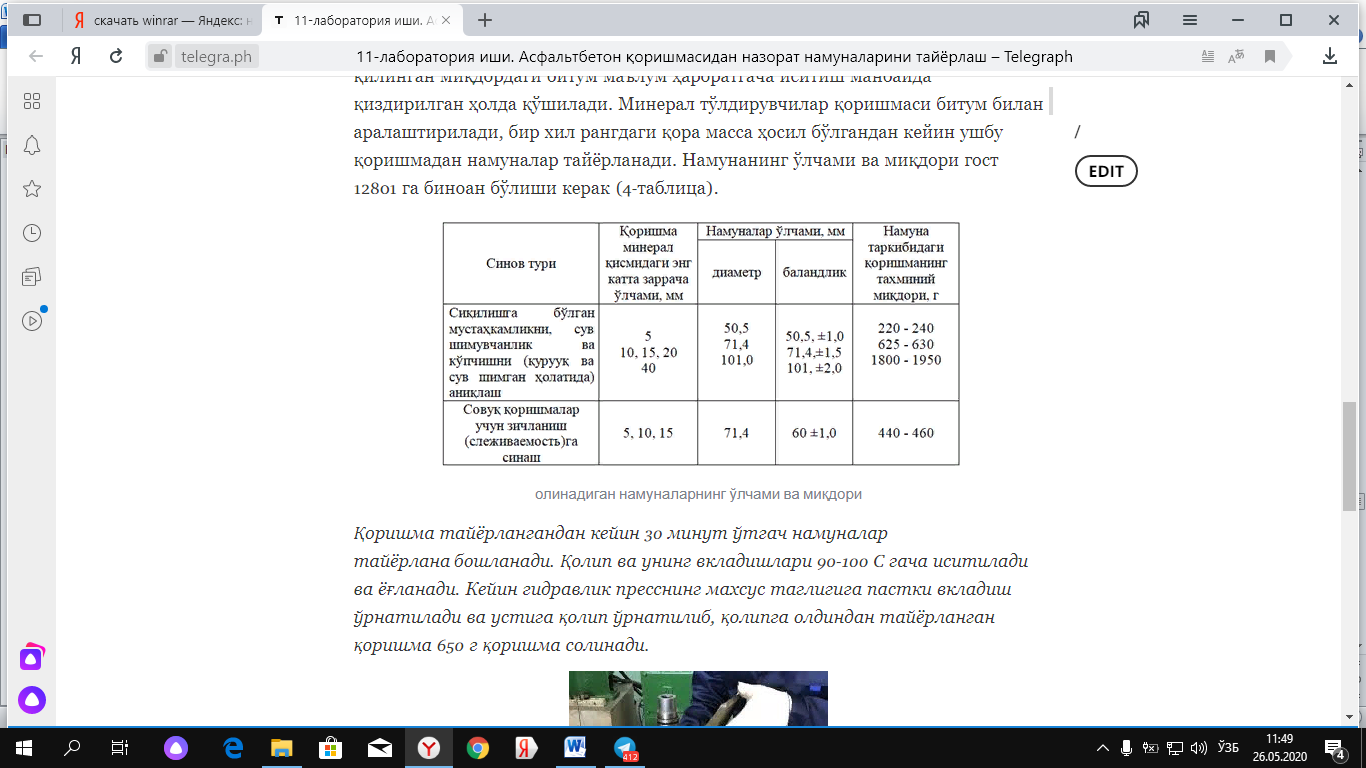 скачать winrar — Яндекс: н
11-лаборатория иши. Ас
telegra.ph
11-лаборатория иши. Асфальтбетон қоришмасидан назорат намуналарини тайёрлаш – Telegraph
қилинган миқдордаги битум маълум ҳароратгача иситиш манбаида
қиздирилган ҳолда қўшилади. Минерал тўлдирувчилар қоришмаси битум билан
аралаштирилади, бир хил рангдаги қора масса ҳосил бўлгандан кейин ушбу
қоришмадан намуналар тайёрланади. Намунанинг ўлчами ва миқдори гост
12801 га биноан бўлиши керак (4-таблица).
/
EDIT
Синов тури
Қоришма
минерал
қисмидаги энг
катта заррача
ўлчами, мм
Намуналар ўлчами, мм
диаметр
баландлик
Намуна
таркибидаги
қоришманинг
тахминий
миқдори, г
Сиқилишга бўлган
мустаҳкамликни, сув
шимувчанлик ва
кўпчишни (қурууқ ва
сув шимган ҳолатида)
аниқлаш
5
10, 15, 20
40
50,5
71,4
101,0
50,5, ±1,0
71,4,±1,5
101, ±2,0
220 - 240
625 - 630
1800 - 1950
Совуқ қоришмалар
учун зичланиш
(слеживаемость)га
синаш
5, 10, 15
71,4
60 ±1,0
440 - 460
олинадиган намуналарнинг ўлчами ва миқдори
Қоришма тайёрлангандан кейин 30 минут ўтгач намуналар
тайёрлана бошланади. Қолип ва унинг вкладишлари 90-100 С гача иситилади
ва ёғланади. Кейин гидравлик пресснинг махсус таглигига пастки вкладиш
ўрнатилади ва устига қолип ўрнатилиб, қолипга олдиндан тайёрланган
қоришма 650 г қоришма солинади.
412
ЎЗБ
11:49
26.05.2020
4